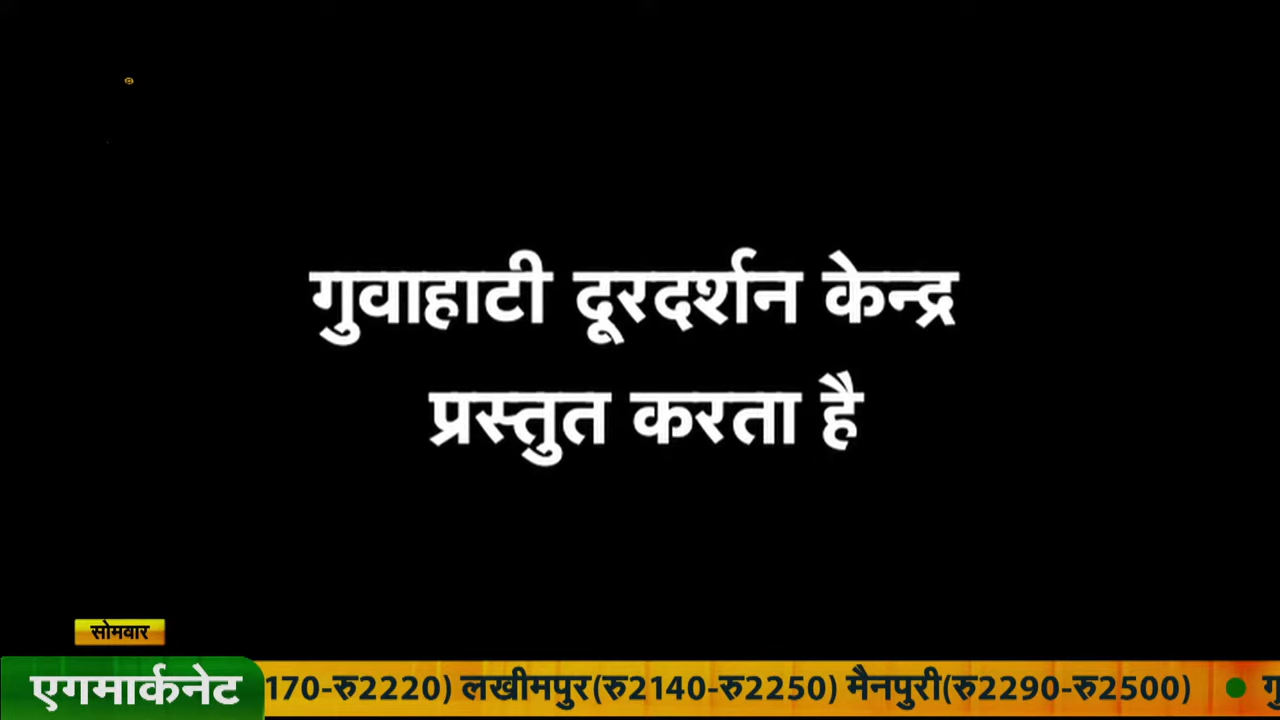 गुवाहाटी दूरदर्शन केन्द्र
प्रस्तुत करता है
सोमवार
एगमार्कनेट
170-रु2220) लखीमपुर(रु2140-रु2250) मैनपुरी(रु2290-रु2500)